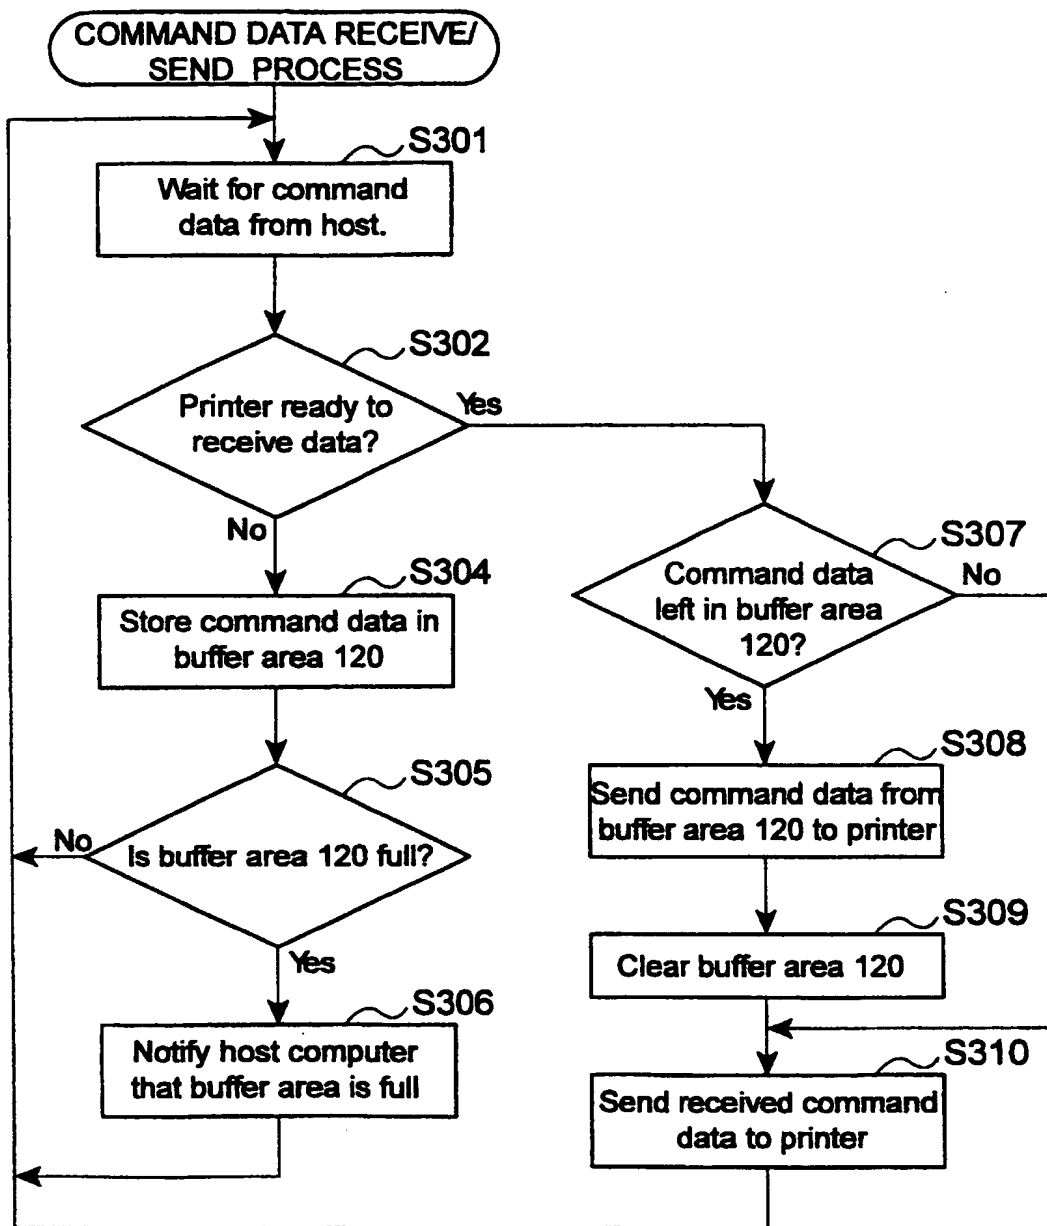 COMMAND DATA RECEIVE/
SEND PROCESS
S301
Wait for command
data from host.
S302
Printer ready to
receive data?
Yes
No
S304
Store command data in
buffer area 120
S305
Is buffer area 120 full?
No
Yes
S306
Notify host computer
that buffer area is full
S307
Command data
left in buffer area
120?
No
Yes
S308
Send command data from
buffer area 120 to printer
S309
Clear buffer area 120
S310
Send received command
data to printer